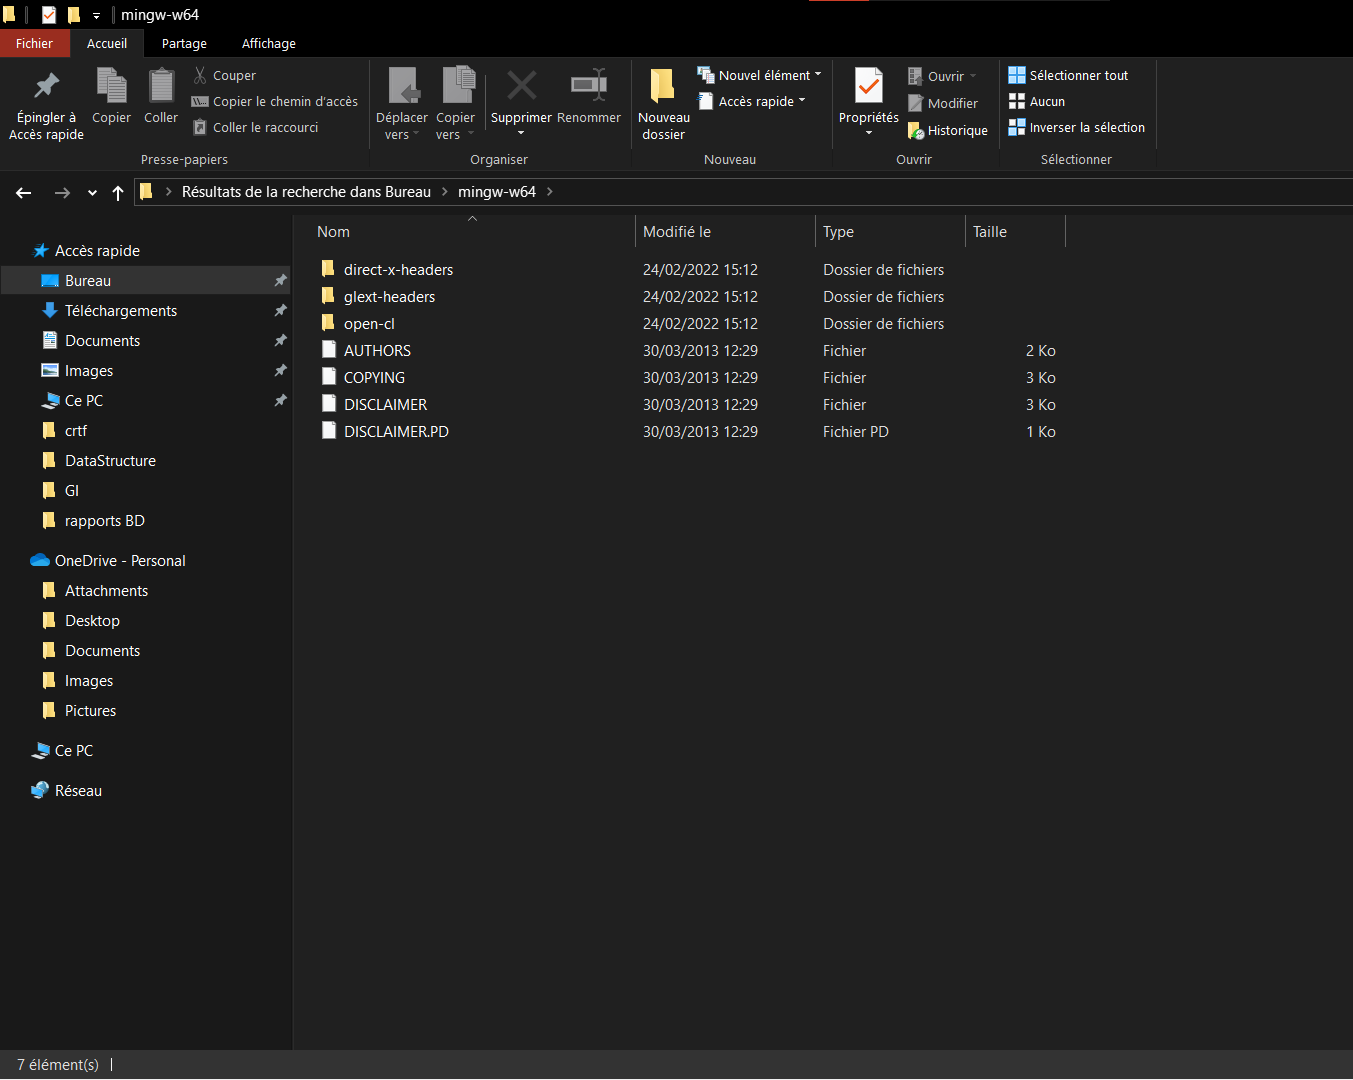 mingw-w64
Fichier Accueil Partage Affichage
Épingler à Accès rapide
Copier
Coller
Couper
Copier le chemin d'accès
Coller le raccourci
Presse-papiers
Déplacer vers
Copier vers
Supprimer
Renommer
Organiser
Nouveau dossier
Nouvel élément
Accès rapide
Nouveau
Propriétés
Ouvrir
Modifier
Historique
Ouvrir
Sélectionner tout
Aucun
Inverser la sélection
Sélectionner
Résultats de la recherche dans Bureau > mingw-w64 >
Accès rapide
Bureau
Téléchargements
Documents
Images
Ce PC
crtf
DataStructure
GI
rapports BD
OneDrive - Personal
Attachments
Desktop
Documents
Images
Pictures
Ce PC
Réseau
Nom Modifié le Type Taille
direct-x-headers 24/02/2022 15:12 Dossier de fichiers
glext-headers 24/02/2022 15:12 Dossier de fichiers
open-cl 24/02/2022 15:12 Dossier de fichiers
AUTHORS 30/03/2013 12:29 Fichier 2 Ko
COPYING 30/03/2013 12:29 Fichier 3 Ko
DISCLAIMER 30/03/2013 12:29 Fichier 3 Ko
DISCLAIMER.PD 30/03/2013 12:29 Fichier PD 1 Ko
7 élément(s)